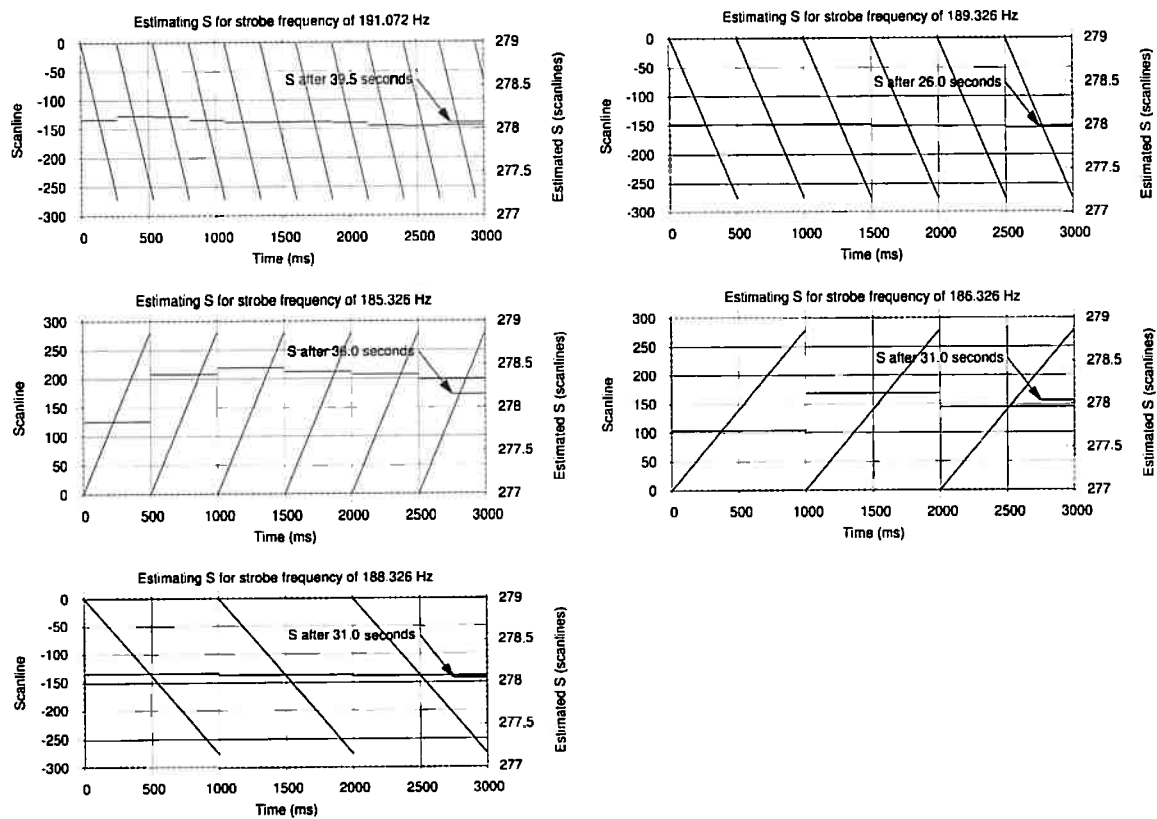 Estimating S for strobe frequency of 191.072 Hz
0
-50
-100
-150
-200
-250
-300
Scanline
279
278.5
278
277.5
277
Estimated S (scanlines)
S after 39.5 seconds
0 500 1000 1500 2000 2500 3000
Time (ms)
Estimating S for strobe frequency of 189.326 Hz
0
-50
-100
-150
-200
-250
-300
Scanline
279
278.5
278
277.5
277
Estimated S (scanlines)
S after 26.0 seconds
0 500 1000 1500 2000 2500 3000
Time (ms)
Estimating S for strobe frequency of 185.326 Hz
300
250
200
150
100
50
0
Scanline
279
278.5
278
277.5
277
Estimated S (scanlines)
S after 36.0 seconds
0 500 1000 1500 2000 2500 3000
Time (ms)
Estimating S for strobe frequency of 186.326 Hz
300
250
200
150
100
50
0
Scanline
279
278.5
278
277.5
277
Estimated S (scanlines)
S after 31.0 seconds
0 500 1000 1500 2000 2500 3000
Time (ms)
Estimating S for strobe frequency of 188.326 Hz
0
-50
-100
-150
-200
-250
-300
Scanline
279
278.5
278
277.5
277
Estimated S (scanlines)
S after 31.0 seconds
0 500 1000 1500 2000 2500 3000
Time (ms)